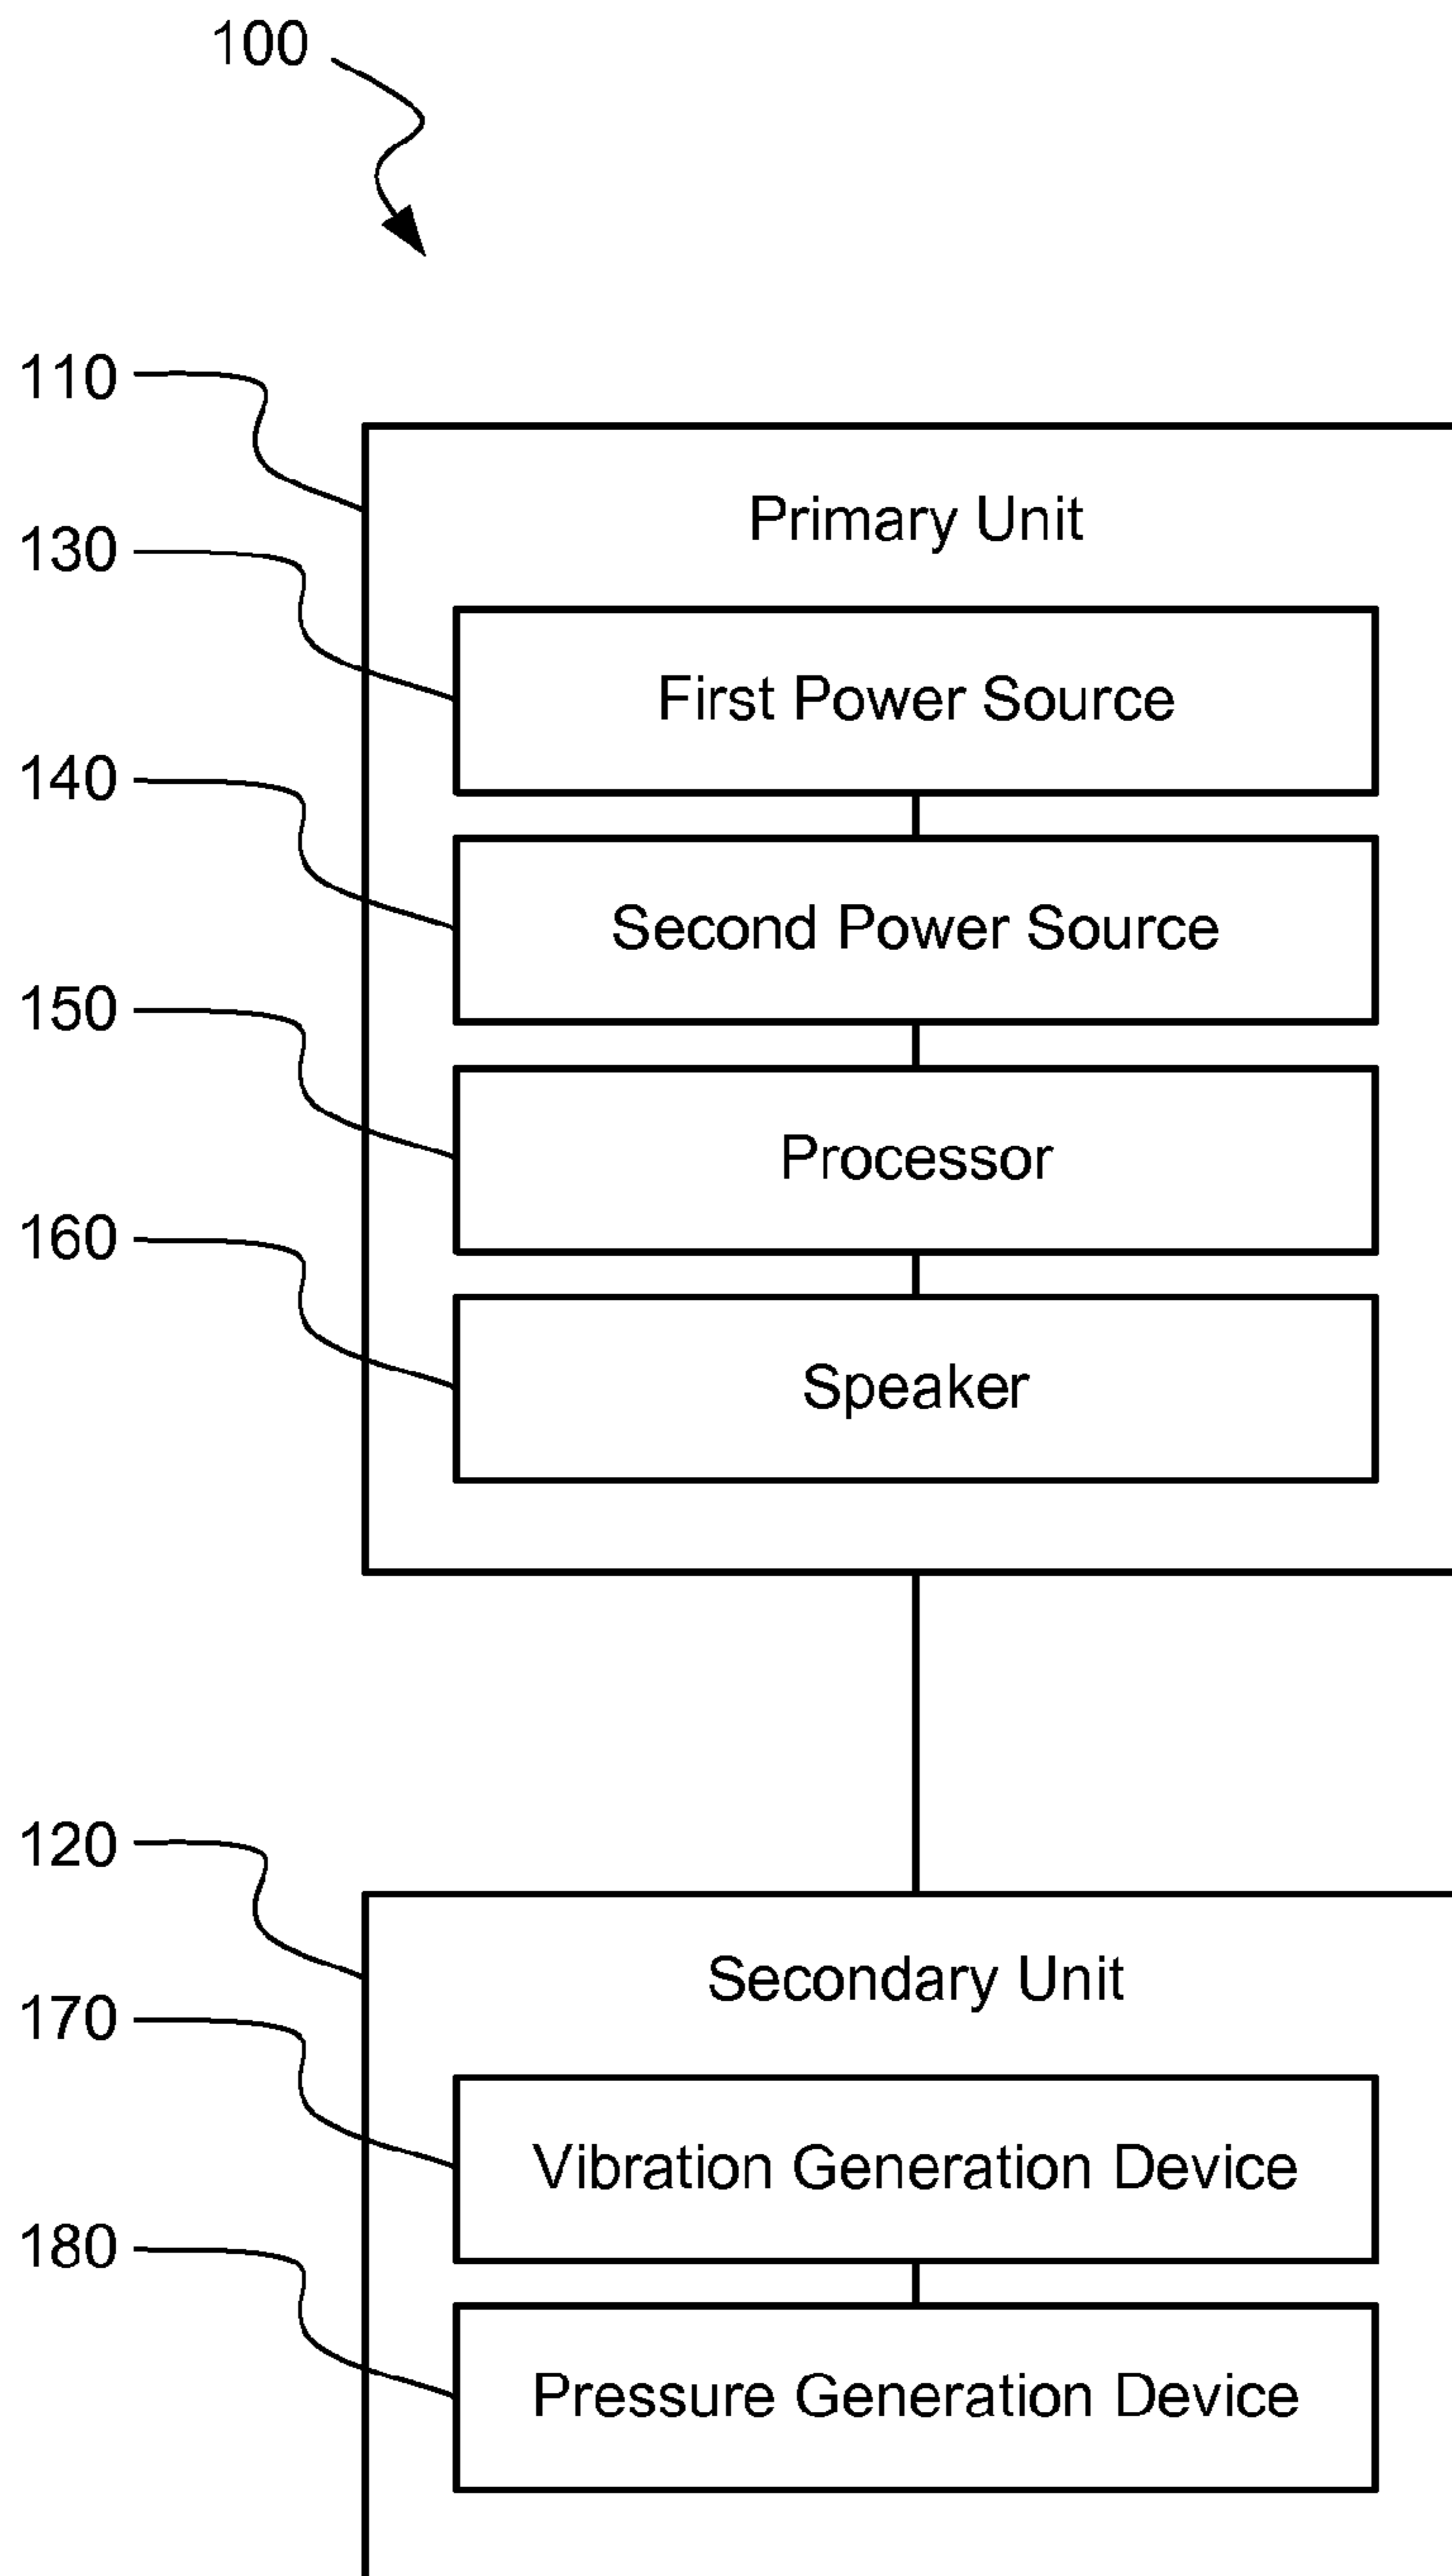 100
110
Primary Unit
130
First Power Source
140
Second Power Source
150
Processor
160
Speaker
120
Secondary Unit
170
Vibration Generation Device
180
Pressure Generation Device